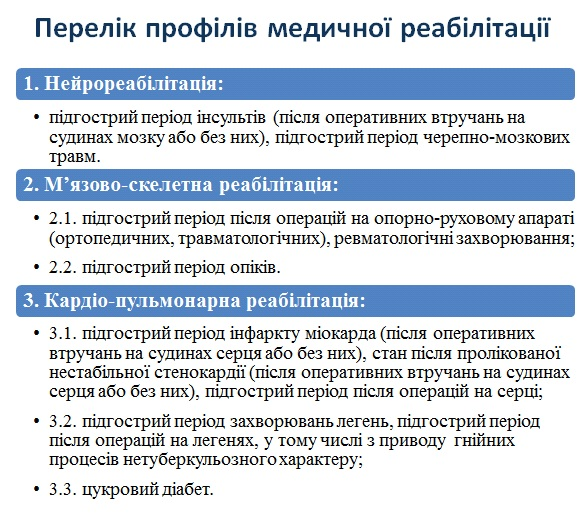 Перелік профілів медичної реабілітації
1. Нейрореабілітація:
• підгострий період інсультів (після оперативних втручань на
судинах мозку або без них), підгострий період черепно-мозкових
травм.
2. М’язово-скелетна реабілітація:
• 2.1. підгострий період після операцій на опорно-руховому апараті
(ортопедичних, травматологічних), ревматологічні захворювання;
• 2.2. підгострий період опіків.
3. Кардіо-пульмонарна реабілітація:
• 3.1. підгострий період інфаркту міокарда (після оперативних
втручань на судинах серця або без них), стан після пролікованої
нестабільної стенокардії (після оперативних втручань на судинах
серця або без них), підгострий період після операцій на серці;
• 3.2. підгострий період захворювань легень, підгострий період
після операцій на легенях, у тому числі з приводу гнійних
процесів нетуберкульозного характеру;
• 3.3. цукровий діабет.